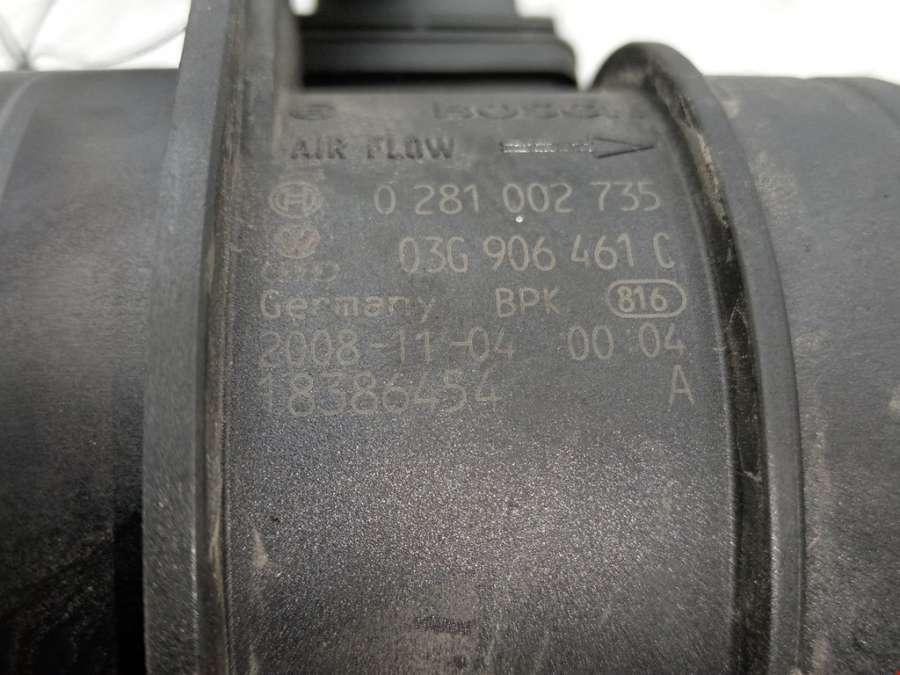 BOSCH
AIR FLOW
0 281 002 735
03G 906 461 C
Germany BPK 816
2008-11-04 00 04
18386454 A